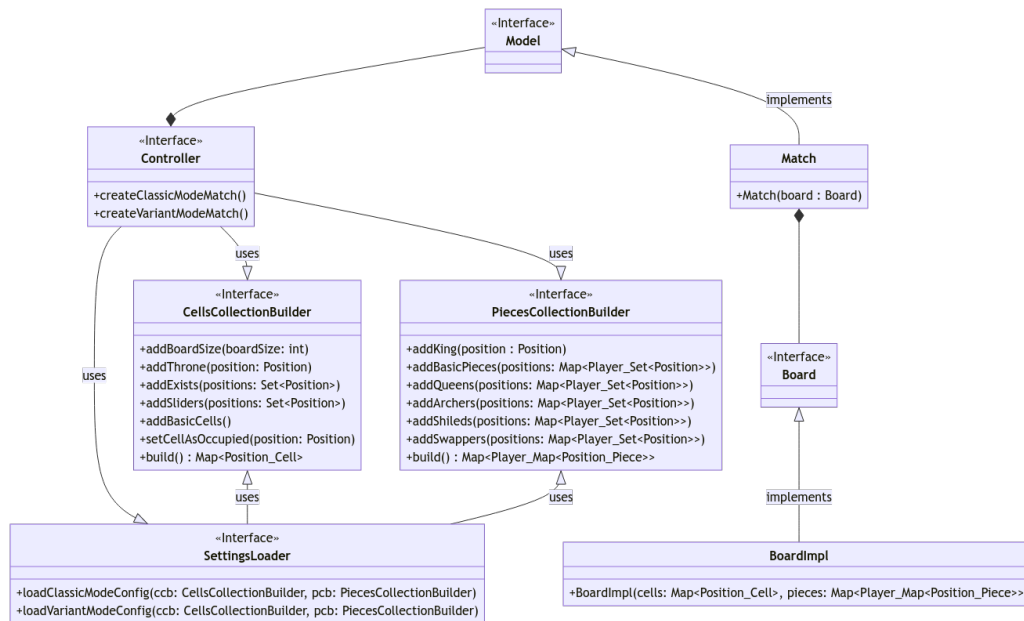 «Interface»
Model
implements
«Interface»
Controller
+createClassicModeMatch()
+createVariantModeMatch()
Match
+Match(board : Board)
uses
uses
uses
«Interface»
CellsCollectionBuilder
+addBoardSize(boardSize: int)
+addThrone(position: Position)
+addExists(positions: Set<Position>)
+addSliders(positions: Set<Position>)
+addBasicCells()
+setCellAsOccupied(position: Position)
+build() : Map<Position_Cell>
«Interface»
PiecesCollectionBuilder
+addKing(position : Position)
+addBasicPieces(positions: Map<Player_Set<Position>>)
+addQueens(positions: Map<Player_Set<Position>>)
+addArchers(positions: Map<Player_Set<Position>>)
+addShileds(positions: Map<Player_Set<Position>>)
+addSwappers(positions: Map<Player_Set<Position>>)
+build() : Map<Player_Map<Position_Piece>>
«Interface»
Board
uses
uses
implements
«Interface»
SettingsLoader
+loadClassicModeConfig(ccb: CellsCollectionBuilder, pcb: PiecesCollectionBuilder)
+loadVariantModeConfig(ccb: CellsCollectionBuilder, pcb: PiecesCollectionBuilder)
BoardImpl
+BoardImpl(cells: Map<Position_Cell>, pieces: Map<Player_Map<Position_Piece>>